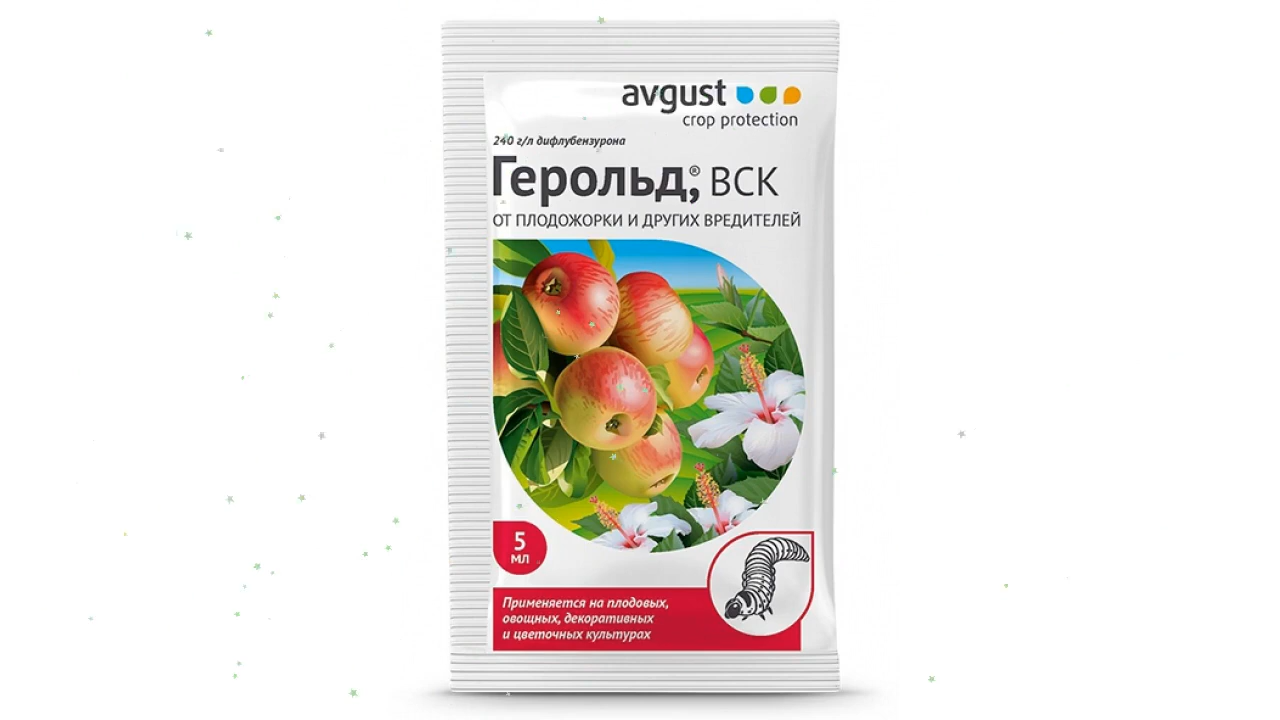 avgust
crop protection
240 г/л дифлубензурона
Герольд,® ВСК
ОТ ПЛОДОЖОРКИ И ДРУГИХ ВРЕДИТЕЛЕЙ
5
мл
Применяется на плодовых,
овощных, декоративных
и цветочных культурах